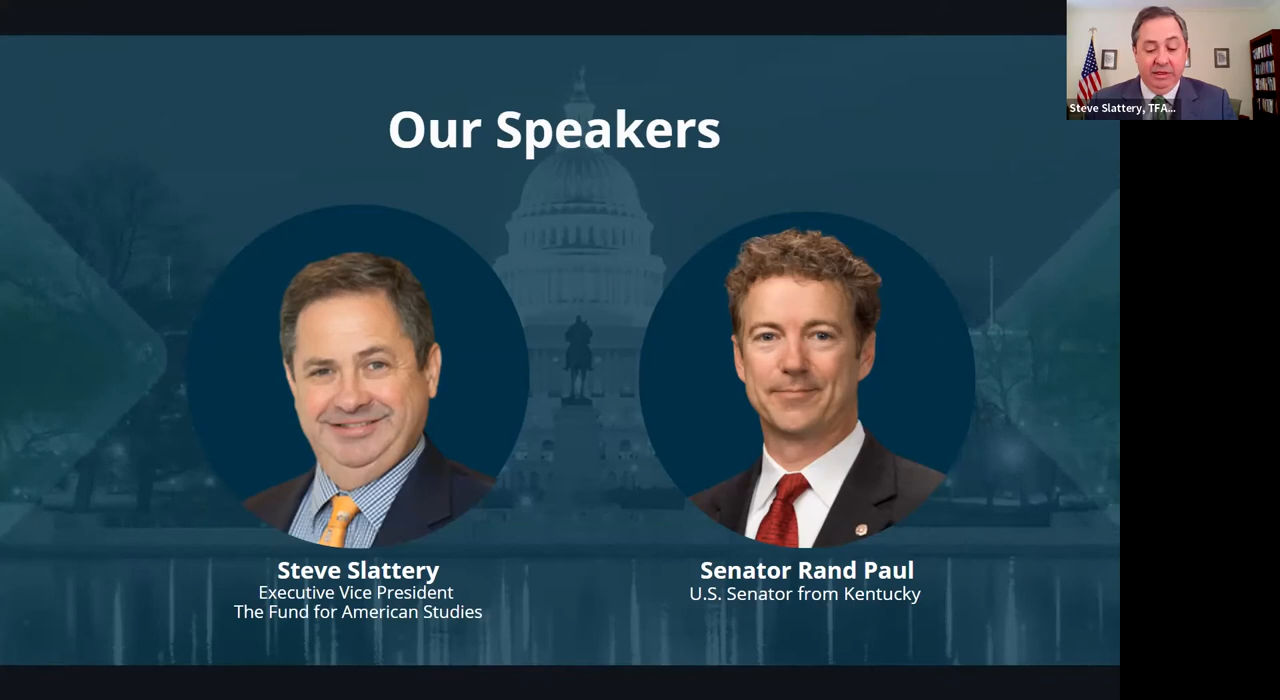 Our Speakers
Steve Slattery, TFA...
Steve Slattery
Executive Vice President
The Fund for American Studies
Senator Rand Paul
U.S. Senator from Kentucky